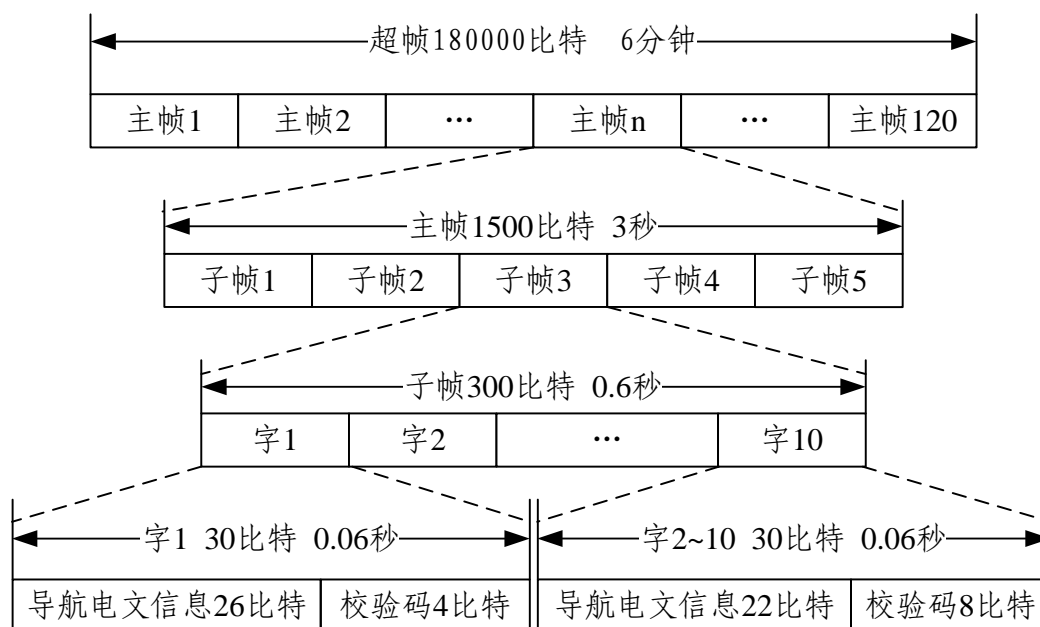 超帧180000比特 6分钟
主帧1 主帧2 … 主帧n … 主帧120
主帧1500比特 3秒
子帧1 子帧2 子帧3 子帧4 子帧5
子帧300比特 0.6秒
字1 字2 … 字10
字1 30比特 0.06秒 字2~10 30比特 0.06秒
导航电文信息26比特 校验码4比特 导航电文信息22比特 校验码8比特